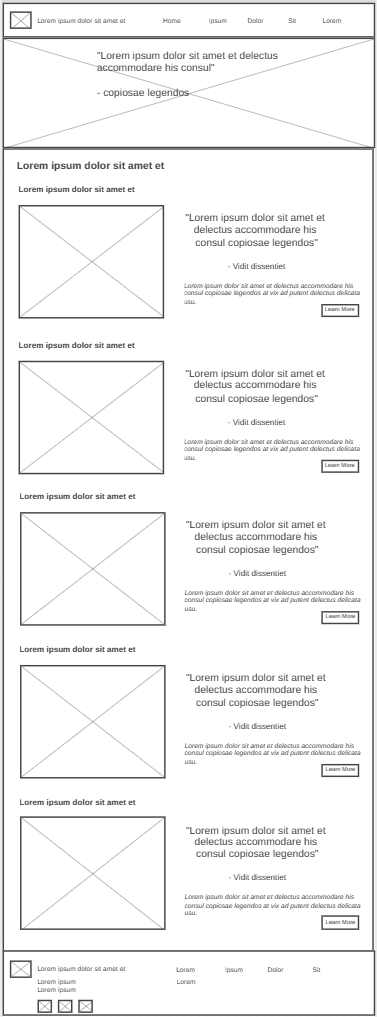 Lorem ipsum dolor sit amet et
Home Ipsum Dolor Sit Lorem
"Lorem ipsum dolor sit amet et delectus
accommodare his consul"
- copiosae legendos
Lorem ipsum dolor sit amet et
Lorem ipsum dolor sit amet et
"Lorem ipsum dolor sit amet et
delectus accommodare his
consul copiosae legendos"
- Vidit dissentiet
Lorem ipsum dolor sit amet et delectus accommodare his
consul copiosae legendos at vix ad putent delectus delicata
usu.
Learn More
Lorem ipsum dolor sit amet et
"Lorem ipsum dolor sit amet et
delectus accommodare his
consul copiosae legendos"
- Vidit dissentiet
Lorem ipsum dolor sit amet et delectus accommodare his
consul copiosae legendos at vix ad putent delectus delicata
usu.
Learn More
Lorem ipsum dolor sit amet et
"Lorem ipsum dolor sit amet et
delectus accommodare his
consul copiosae legendos"
- Vidit dissentiet
Lorem ipsum dolor sit amet et delectus accommodare his
consul copiosae legendos at vix ad putent delectus delicata
usu.
Learn More
Lorem ipsum dolor sit amet et
"Lorem ipsum dolor sit amet et
delectus accommodare his
consul copiosae legendos"
- Vidit dissentiet
Lorem ipsum dolor sit amet et delectus accommodare his
consul copiosae legendos at vix ad putent delectus delicata
usu.
Learn More
Lorem ipsum dolor sit amet et
"Lorem ipsum dolor sit amet et
delectus accommodare his
consul copiosae legendos"
- Vidit dissentiet
Lorem ipsum dolor sit amet et delectus accommodare his
consul copiosae legendos at vix ad putent delectus delicata
usu.
Learn More
Lorem ipsum dolor sit amet et
Lorem ipsum
Lorem ipsum
Lorem Ipsum Dolor Sit
Lorem